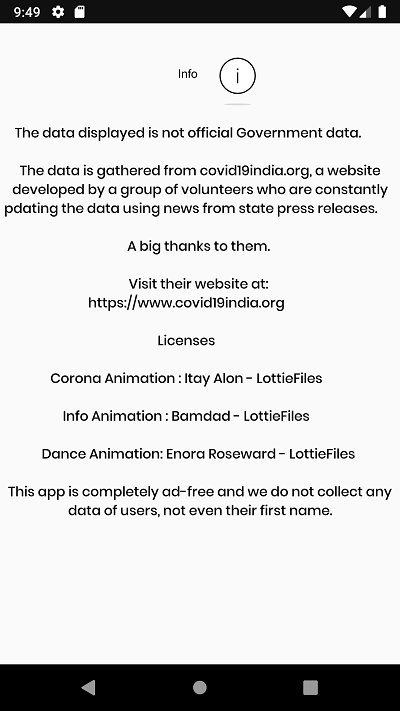 9:49
Info
The data displayed is not official Government data.
The data is gathered from covid19india.org, a website
developed by a group of volunteers who are constantly
pdating the data using news from state press releases.
A big thanks to them.
Visit their website at:
https://www.covid19india.org
Licenses
Corona Animation : Itay Alon - LottieFiles
Info Animation : Bamdad - LottieFiles
Dance Animation: Enora Roseward - LottieFiles
This app is completely ad-free and we do not collect any
data of users, not even their first name.